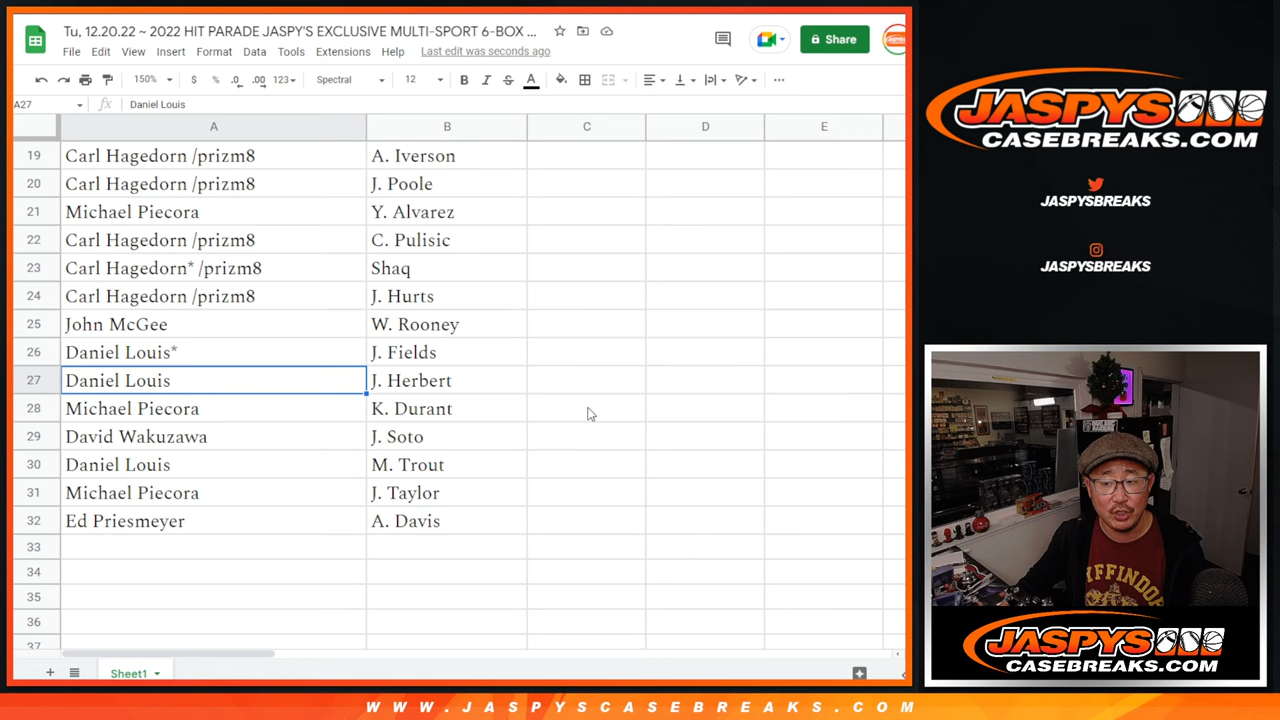 Tu, 12.20.22 ~ 2022 HIT PARADE JASPY'S EXCLUSIVE MULTI-SPORT 6-BOX ...
File Edit View Insert Format Data Tools Extensions Help Last edit was seconds ago
Share
150% $ % .0 .00 123 Spectral 12 B I S A
A27 fx Daniel Louis
A B C D E
19 Carl Hagedorn /prizm8 A. Iverson
20 Carl Hagedorn /prizm8 J. Poole
21 Michael Piecora Y. Alvarez
22 Carl Hagedorn /prizm8 C. Pulisic
23 Carl Hagedorn* /prizm8 Shaq
24 Carl Hagedorn /prizm8 J. Hurts
25 John McGee W. Rooney
26 Daniel Louis* J. Fields
27 Daniel Louis J. Herbert
28 Michael Piecora K. Durant
29 David Wakuzawa J. Soto
30 Daniel Louis M. Trout
31 Michael Piecora J. Taylor
32 Ed Priesmeyer A. Davis
33
34
35
36
37
Sheet1
JASPYS
CASEBREAKS.COM
JASPYSBREAKS
JASPYSBREAKS
GRYFFINDOR
JASPYS
CASEBREAKS.COM
WWW.JASPYSCASEBREAKS.COM